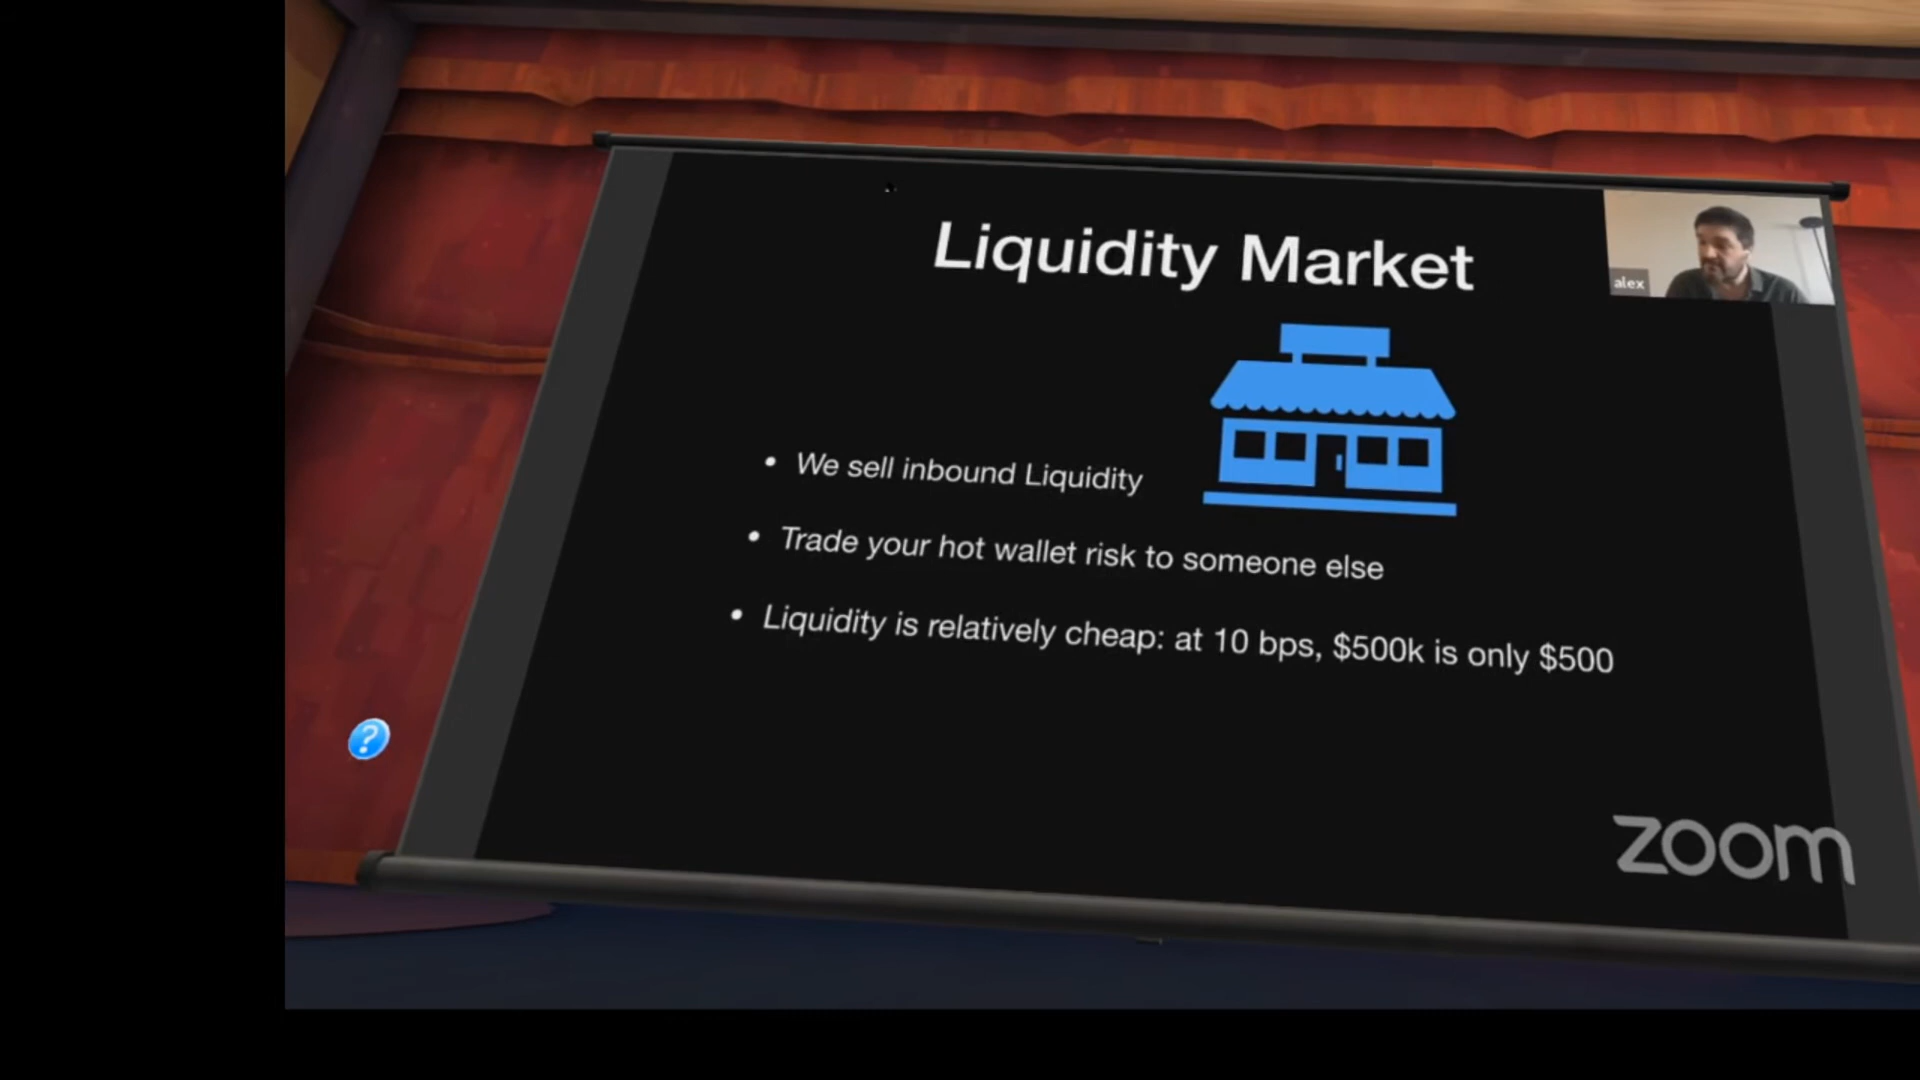 Liquidity Market
alex
• We sell inbound Liquidity
• Trade your hot wallet risk to someone else
• Liquidity is relatively cheap: at 10 bps, $500k is only $500
?
zoom